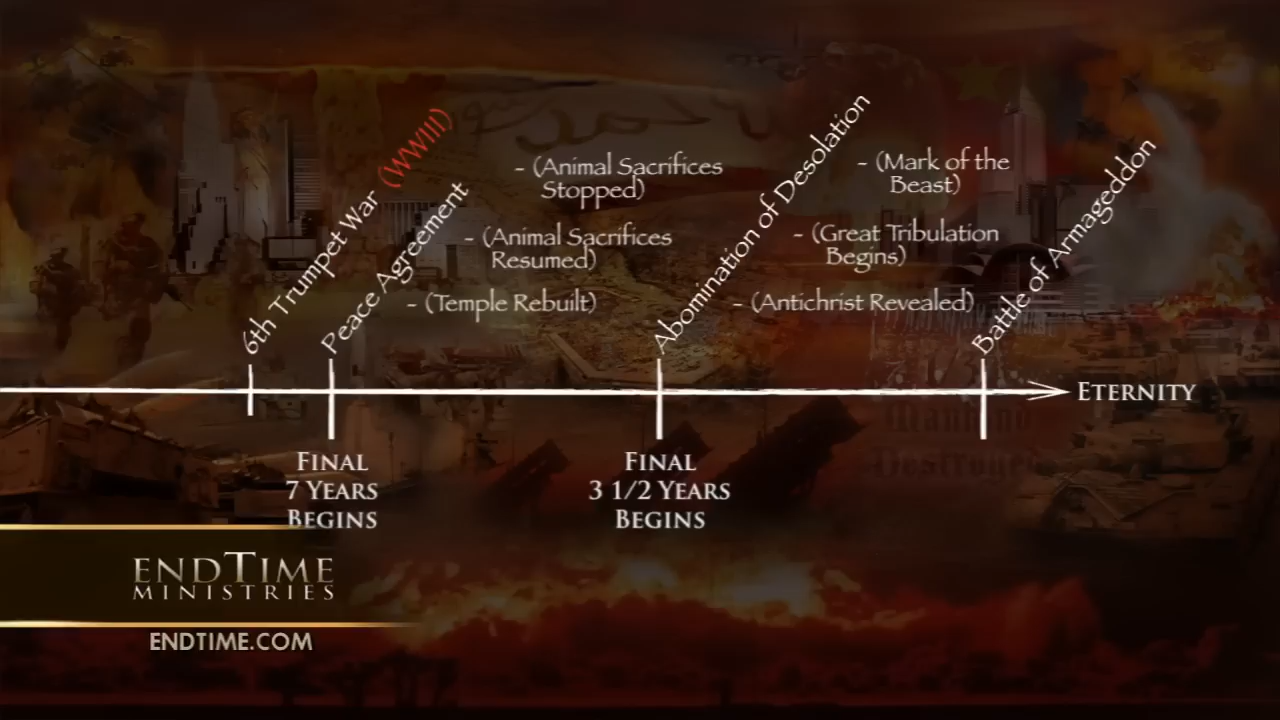 6th Trumpet War (WWIII)
Peace Agreement
- (Animal Sacrifices
Stopped)
- (Animal Sacrifices
Resumed)
- (Temple Rebuilt)
Abomination of Desolation
- (Mark of the
Beast)
- (Great Tribulation
Begins)
- (Antichrist Revealed)
Battle of Armageddon
ETERNITY
FINAL
7 YEARS
BEGINS
FINAL
3 1/2 YEARS
BEGINS
ENDTIME
MINISTRIES
ENDTIME.COM